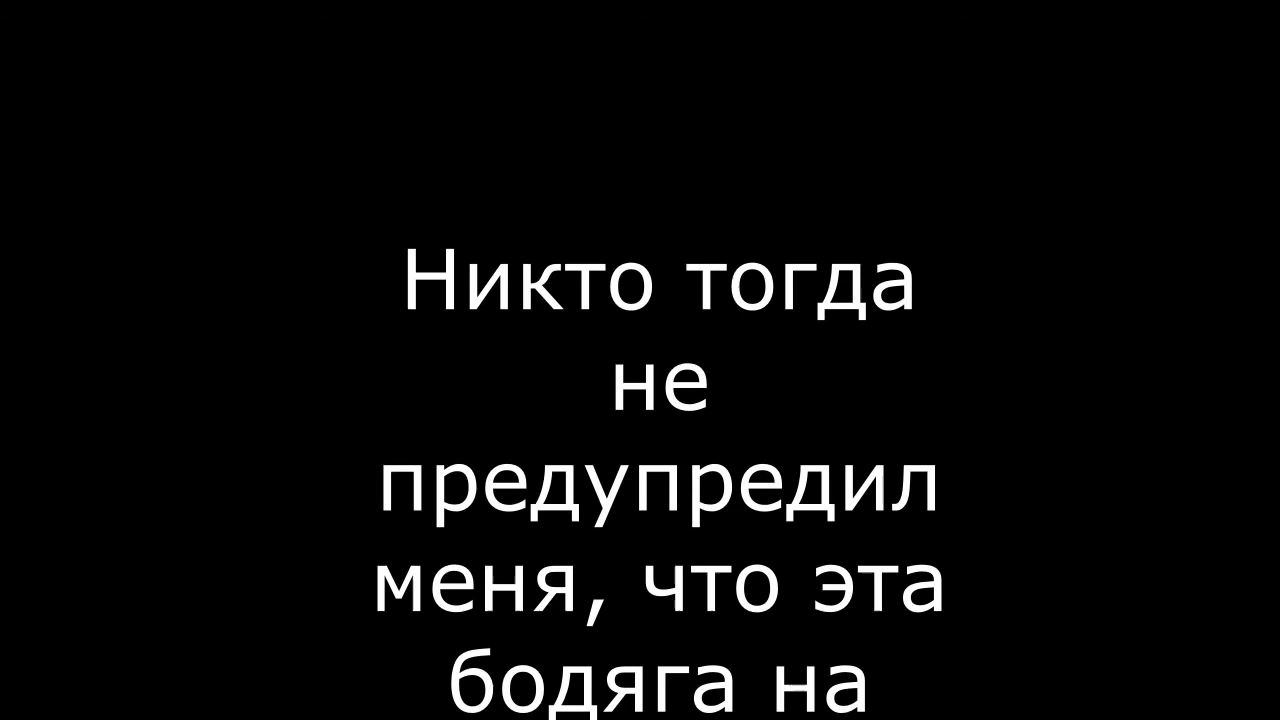 Никто тогда
не
предупредил
меня, что эта
бодяга на